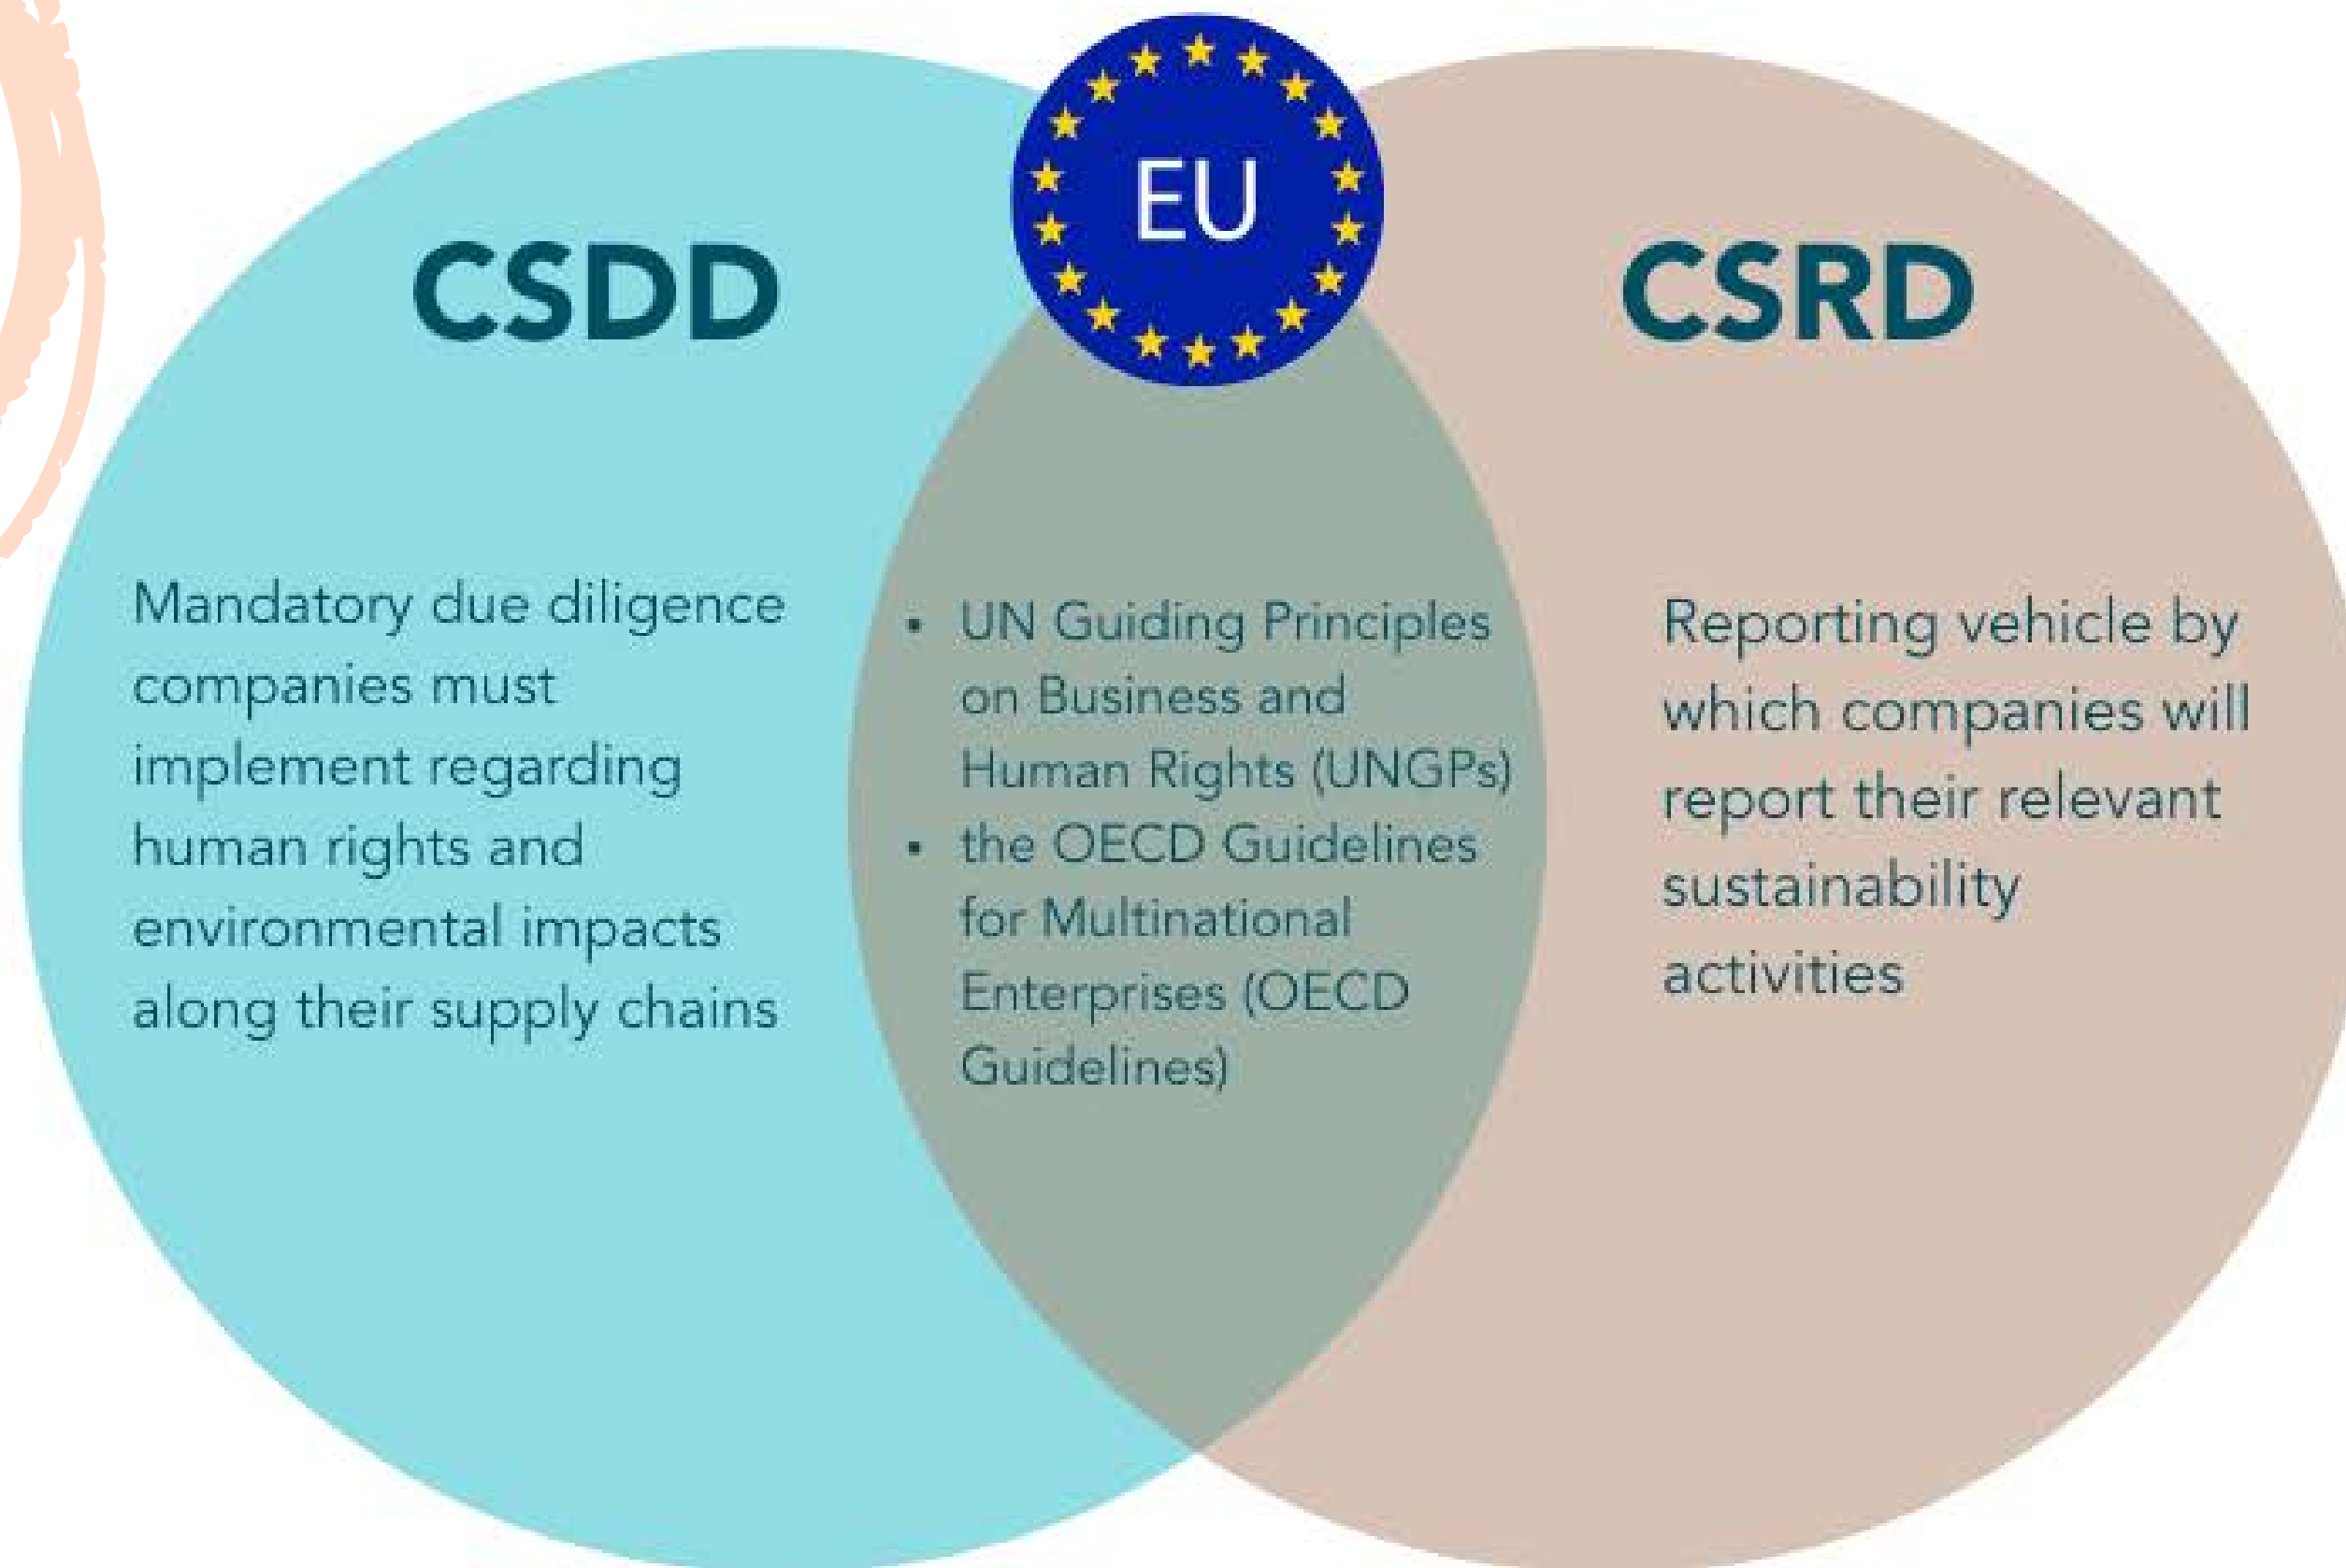 EU
CSDD
CSRD
Mandatory due diligence
companies must
implement regarding
human rights and
environmental impacts
along their supply chains
• UN Guiding Principles
on Business and
Human Rights (UNGPs)
• the OECD Guidelines
for Multinational
Enterprises (OECD
Guidelines)
Reporting vehicle by
which companies will
report their relevant
sustainability
activities